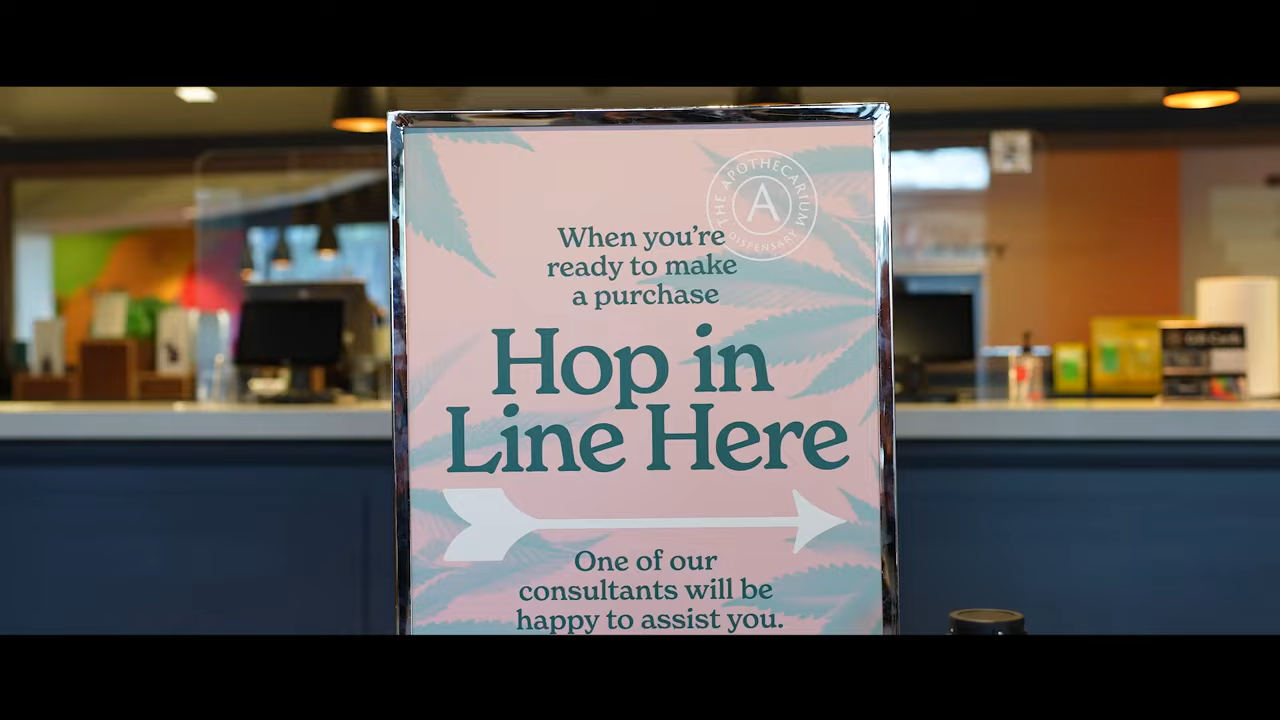 THE APOTHECARIUM
A
DISPENSARY
When you're
ready to make
a purchase
Hop in
Line Here
One of our
consultants will be
happy to assist you.